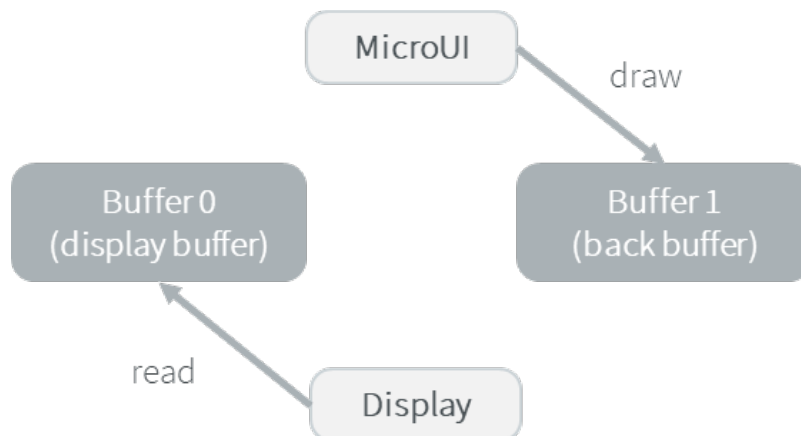 MicroUI
draw
Buffer 0
(display buffer)
Buffer 1
(back buffer)
read
Display